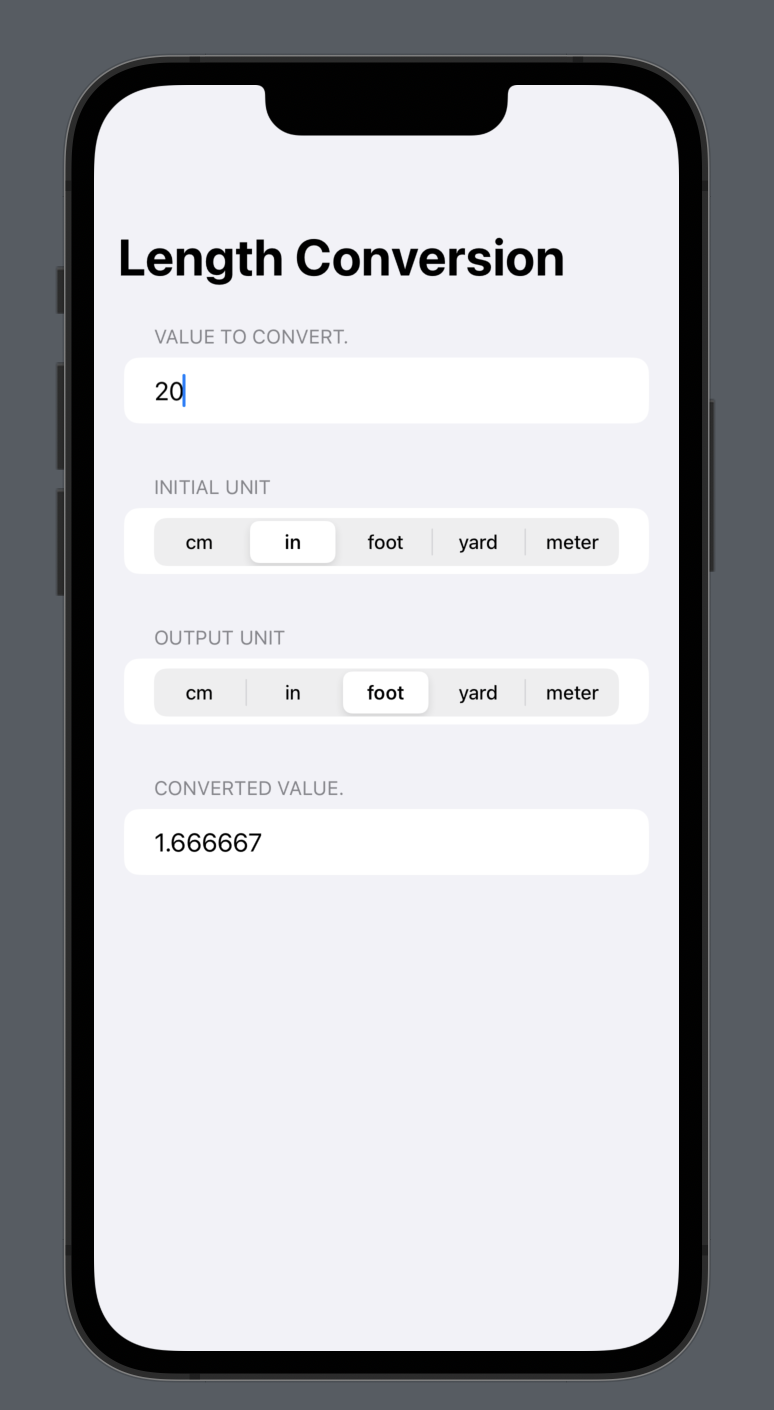 Length Conversion
VALUE TO CONVERT.
20
INITIAL UNIT
cm in foot yard meter
OUTPUT UNIT
cm in foot yard meter
CONVERTED VALUE.
1.666667